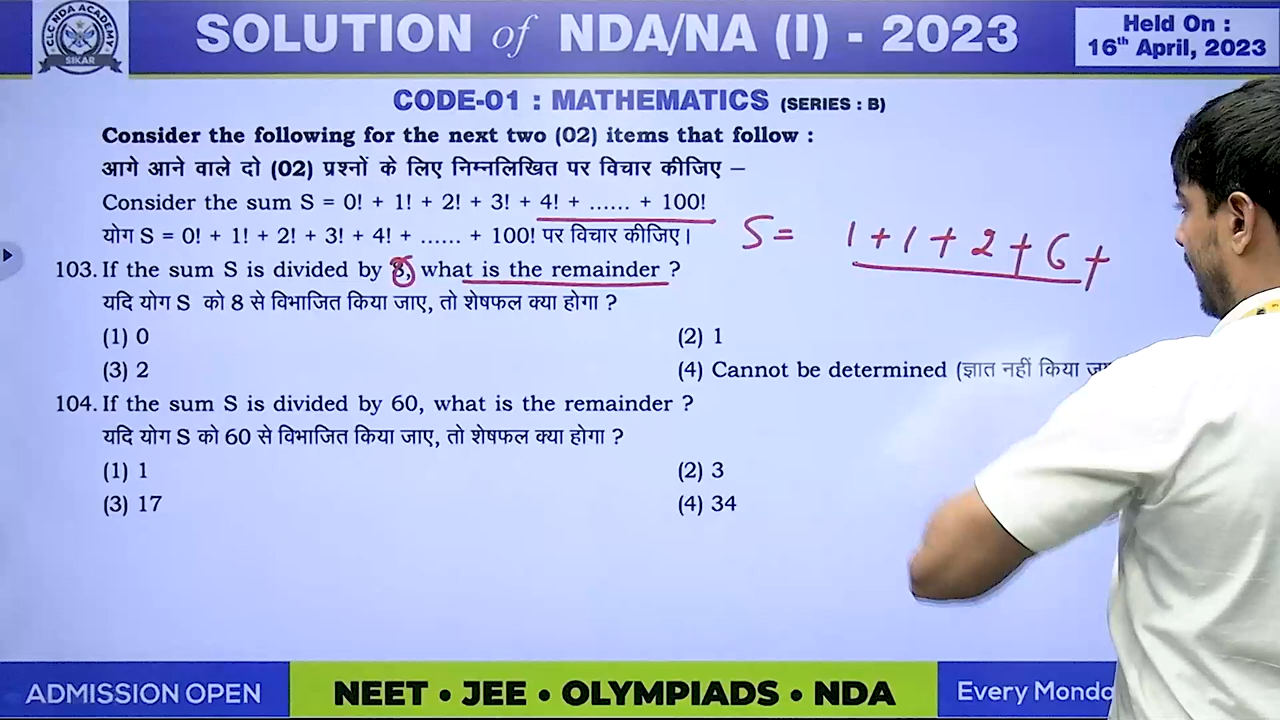 CLC NDA ACADEMY
SIKAR
SOLUTION of NDA/NA (I) - 2023
Held On :
16th April, 2023
CODE-01 : MATHEMATICS (SERIES : B)
Consider the following for the next two (02) items that follow :
आगे आने वाले दो (02) प्रश्नों के लिए निम्नलिखित पर विचार कीजिए –
Consider the sum S = 0! + 1! + 2! + 3! + 4! + ...... + 100!
योग S = 0! + 1! + 2! + 3! + 4! + ...... + 100! पर विचार कीजिए।
S = 1 + 1 + 2 + 6 +
103. If the sum S is divided by 8, what is the remainder ?
यदि योग S को 8 से विभाजित किया जाए, तो शेषफल क्या होगा ?
(1) 0 (2) 1
(3) 2 (4) Cannot be determined (ज्ञात नहीं किया
104. If the sum S is divided by 60, what is the remainder ?
यदि योग S को 60 से विभाजित किया जाए, तो शेषफल क्या होगा ?
(1) 1 (2) 3
(3) 17 (4) 34
ADMISSION OPEN NEET • JEE • OLYMPIADS • NDA Every